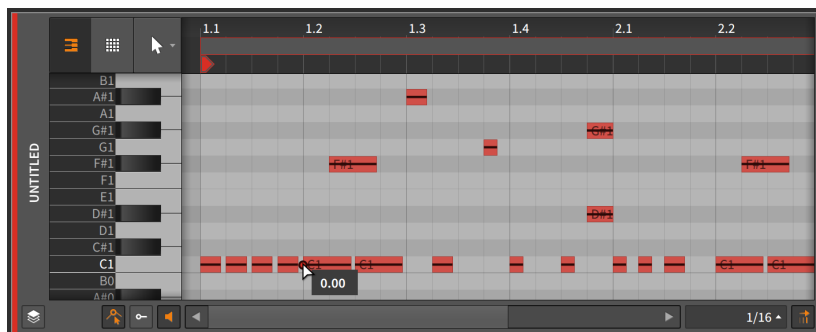 1.1 1.2 1.3 1.4 2.1 2.2
B1
A#1
A1
G#1 G#1
G1
F#1 F#1 F#1
F1
E1
D#1 D#1
D1
C#1
C1 C1 C1 C1 C1
B0
0.00
A#0
UNTITLED
1/16